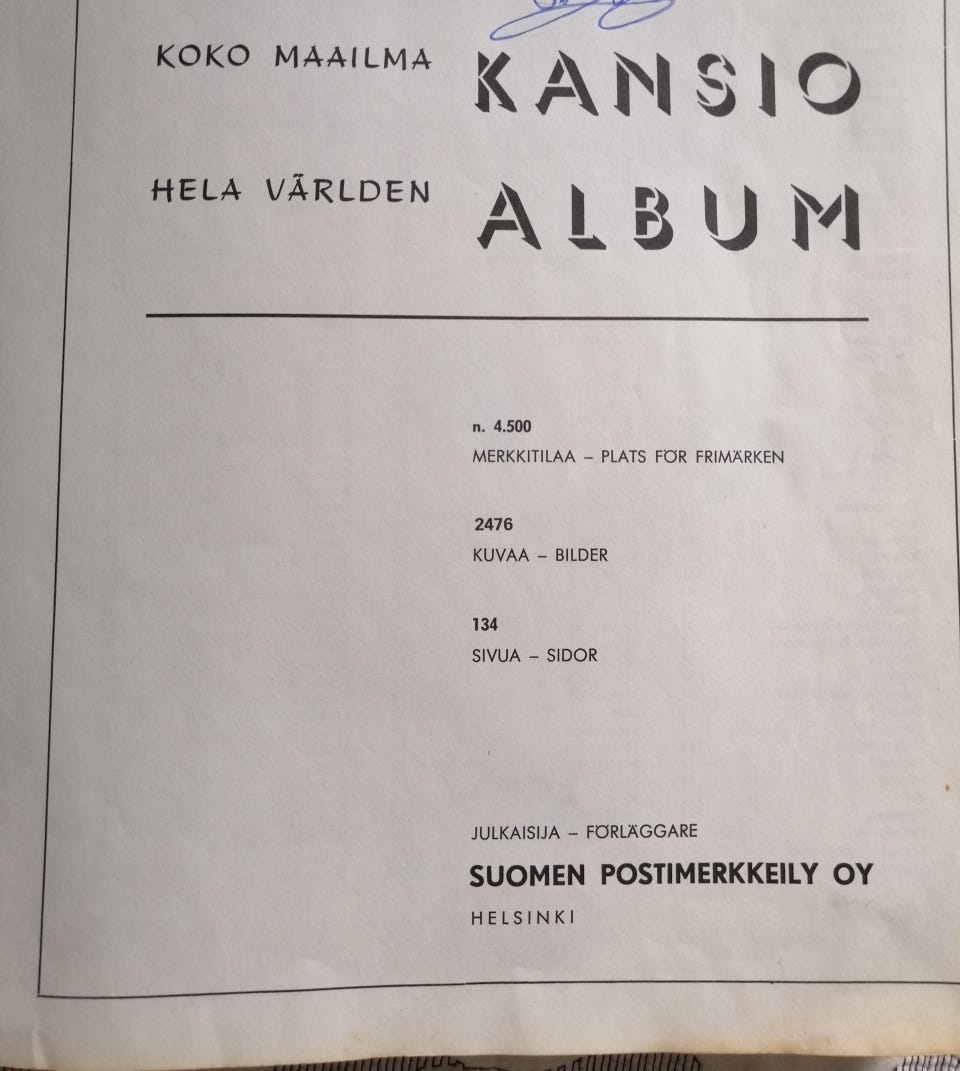 KOKO MAAILMA KANSIO
HELA VÄRLDEN ALBUM
n. 4.500
MERKKITILAA – PLATS FÖR FRIMÄRKEN
2476
KUVAA – BILDER
134
SIVUA – SIDOR
JULKAISIJA – FÖRLÄGGARE
SUOMEN POSTIMERKKEILY OY
HELSINKI